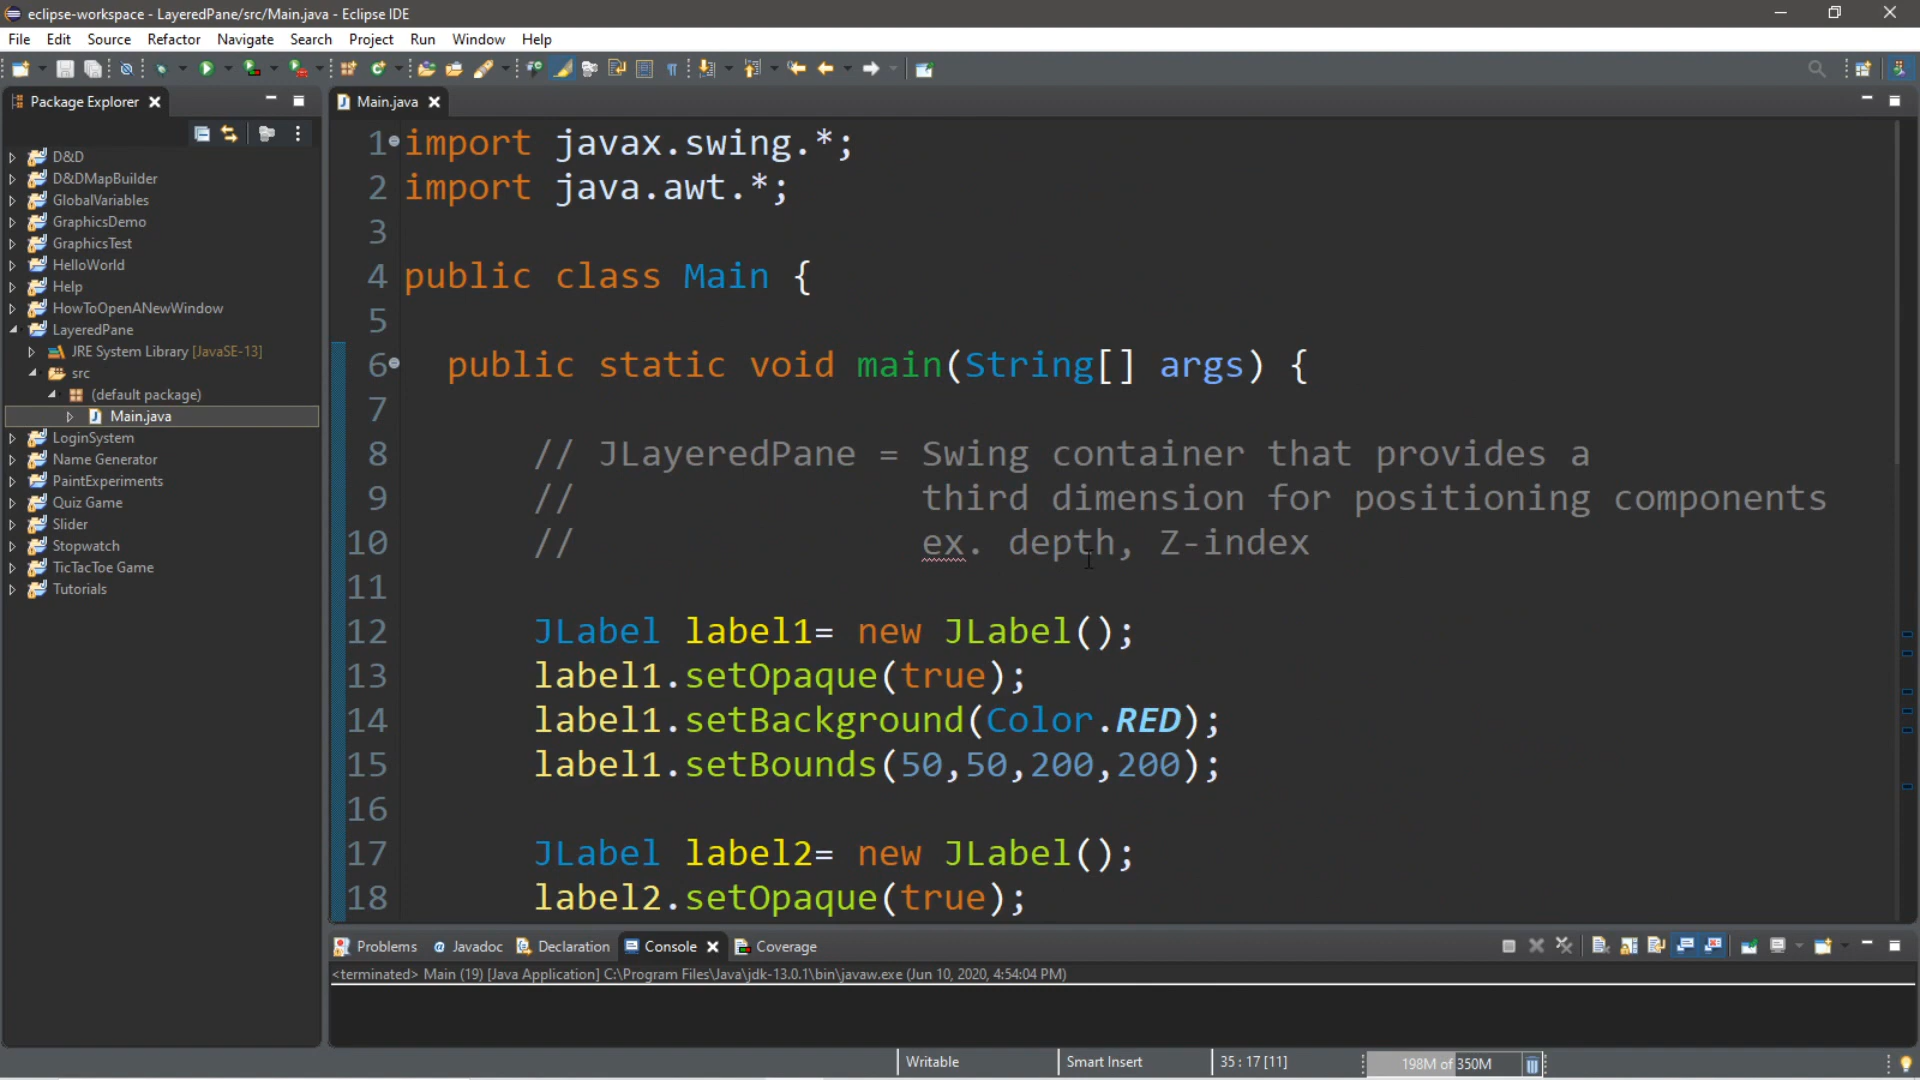 eclipse-workspace - LayeredPane/src/Main.java - Eclipse IDE
File Edit Source Refactor Navigate Search Project Run Window Help
Package Explorer
Main.java
D&D
D&DMapBuilder
GlobalVariables
GraphicsDemo
GraphicsTest
HelloWorld
Help
HowToOpenANewWindow
LayeredPane
JRE System Library [JavaSE-13]
src
(default package)
Main.java
LoginSystem
Name Generator
PaintExperiments
Quiz Game
Slider
Stopwatch
TicTacToe Game
Tutorials
1 import javax.swing.*;
2 import java.awt.*;
3
4 public class Main {
5
6 public static void main(String[] args) {
7
8 // JLayeredPane = Swing container that provides a
9 // third dimension for positioning components
10 // ex. depth, Z-index
11
12 JLabel label1= new JLabel();
13 label1.setOpaque(true);
14 label1.setBackground(Color.RED);
15 label1.setBounds(50,50,200,200);
16
17 JLabel label2= new JLabel();
18 label2.setOpaque(true);
Problems Javadoc Declaration Console Coverage
<terminated> Main (19) [Java Application] C:\Program Files\Java\jdk-13.0.1\bin\javaw.exe (Jun 10, 2020, 4:54:04 PM)
Writable Smart Insert 35 : 17 [11] 198M of 350M